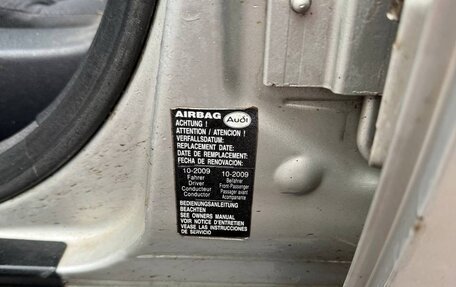 AIRBAG Audi
ACHTUNG !
ATTENTION / ATENCION !
VERFALLSDATUM:
REPLACEMENT DATE:
DATE DE REMPLACEMENT:
FECHA DE RENOVACION:
10-2009 10-2009
Fahrer Beifahrer
Driver Front-Passenger
Conducteur Passager avant
Conductor Acompanante
BEDIENUNGSANLEITUNG
BEACHTEN
SEE OWNERS MANUAL
VOIR NOTICE D'ENTRETIEN
VEASE LAS INSTRUCCIONES
DE SERVICIO